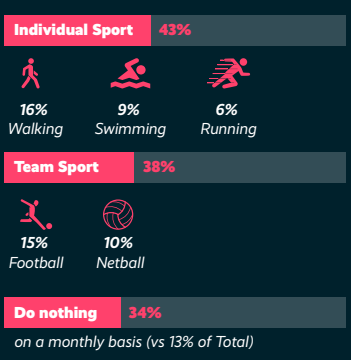 Individual Sport 43%
16% 9% 6%
Walking Swimming Running
Team Sport 38%
15% 10%
Football Netball
Do nothing 34%
on a monthly basis (vs 13% of Total)